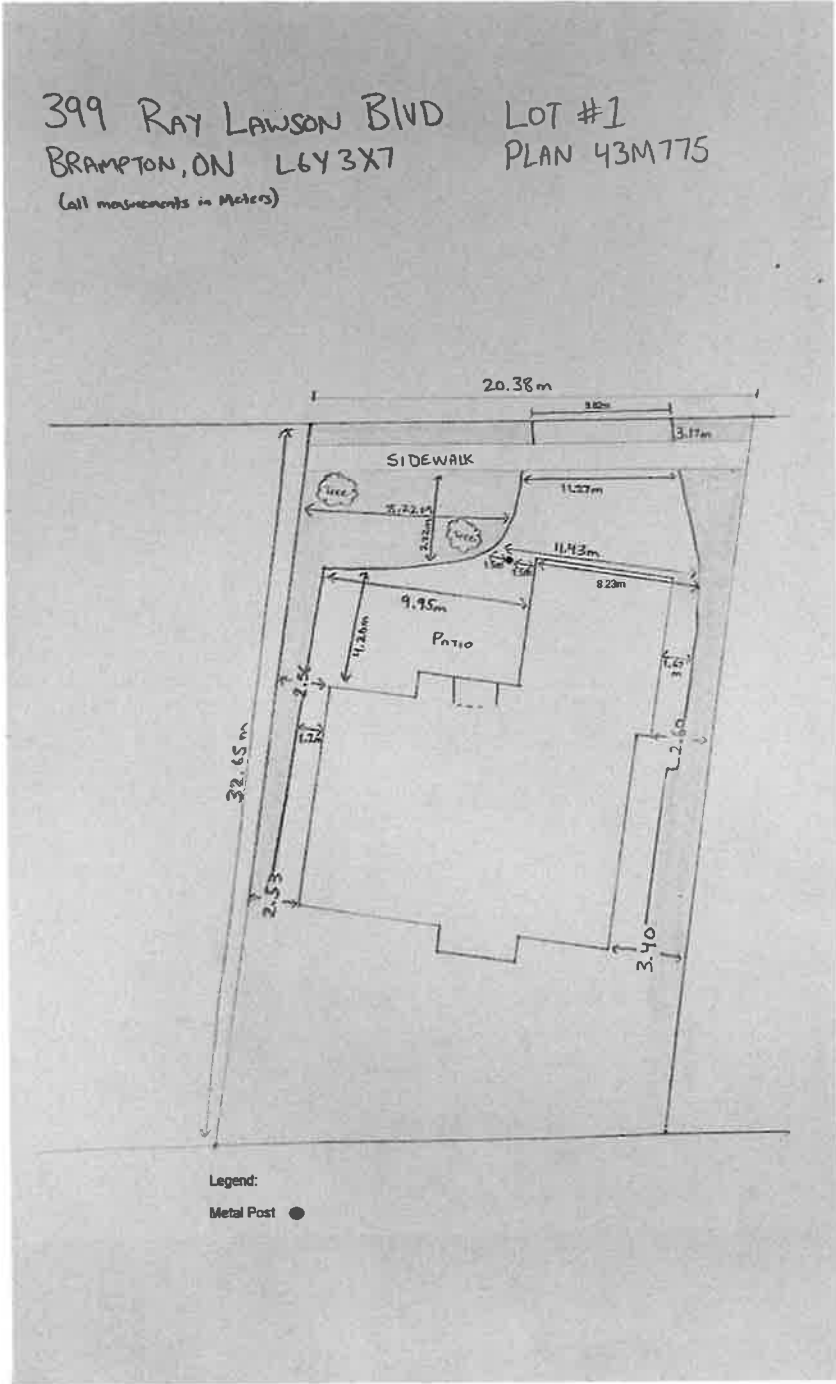 399 RAY LAWSON BLVD LOT #1
BRAMPTON, ON L6Y 3X7 PLAN 43M775
(all measurements in Meters)
20.38m
3.17m
SIDEWALK
tree
11.27m
tree
11.43m
8.23m
9.95m
4.26m
PATIO
2.56
2.60
32.65m
2.53
3.40
Legend:
Metal Post